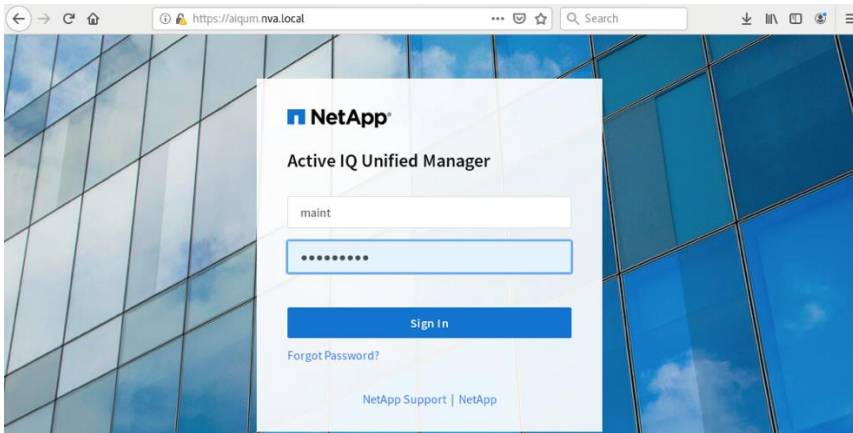 https://aiqum.nva.local
Search
NetApp
Active IQ Unified Manager
maint
Sign In
Forgot Password?
NetApp Support | NetApp